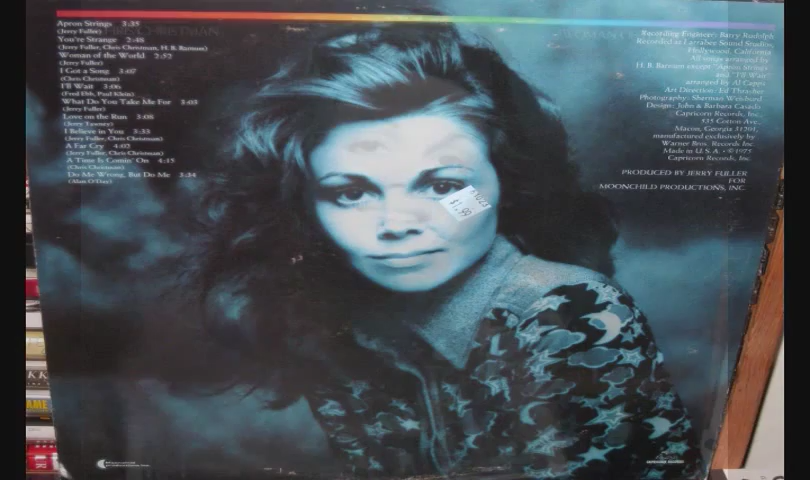 Apron Strings 3:35
(Jerry Fuller)
You're Strange 2:48
(Jerry Fuller, Chris Christman, H. B. Barnum)
Woman of the World 2:52
(Jerry Fuller)
I Got a Song 3:07
(Chris Christman)
I'll Wait 3:06
(Fred Ebb, Paul Klein)
What Do You Take Me For 3:03
(Jerry Fuller)
Love on the Run 3:08
(Jerry
I Believe in You 3:33
(Jerry Fuller, Chris Christman)
A Far Cry 4:02
(Jerry Fuller, Chris Christman)
A Time Is Comin' On 4:15
(Chris Christman)
Do Me Wrong, But Do Me 3:34
(Alan O'Day)
Recording Engineer: Barry Rudolph
Recorded at Larrabee Sound Studios,
Hollywood, California
All songs arranged by
H. B. Barnum except "Apron Strings
and "I'll Wait"
arranged by Al Capps
Art Direction: Ed Thrasher
Photography: Sherman Weisburd
Design: John & Barbara Casado
Capricorn Records, Inc.,
535 Cotton Ave.,
Macon, Georgia 31201,
manufactured exclusively by
Warner Bros. Records Inc.
Made in U.S.A. • ©1975
Capricorn Records, Inc.
PRODUCED BY JERRY FULLER
FOR
MOONCHILD PRODUCTIONS, INC.
$1.99
AME